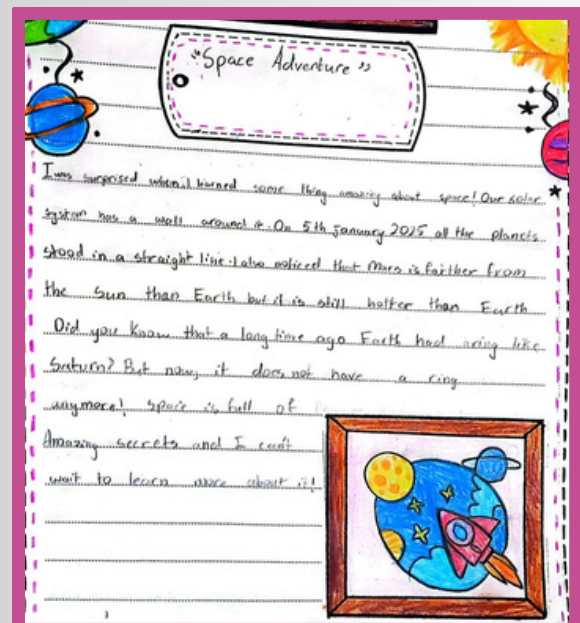 "Space Adventure"
I was surprised when I learned some thing amazing about space! Our solar
system has a wall around it. On 5th January 2025 all the planets
stood in a straight line. I also noticed that Mars is farther from
the Sun than Earth but it is still hotter than Earth
Did you know that a long time ago Earth had a ring like
Saturn? But now, it does not have a ring
anymore! Space is full of
Amazing secrets and I can't
wait to learn more about it!